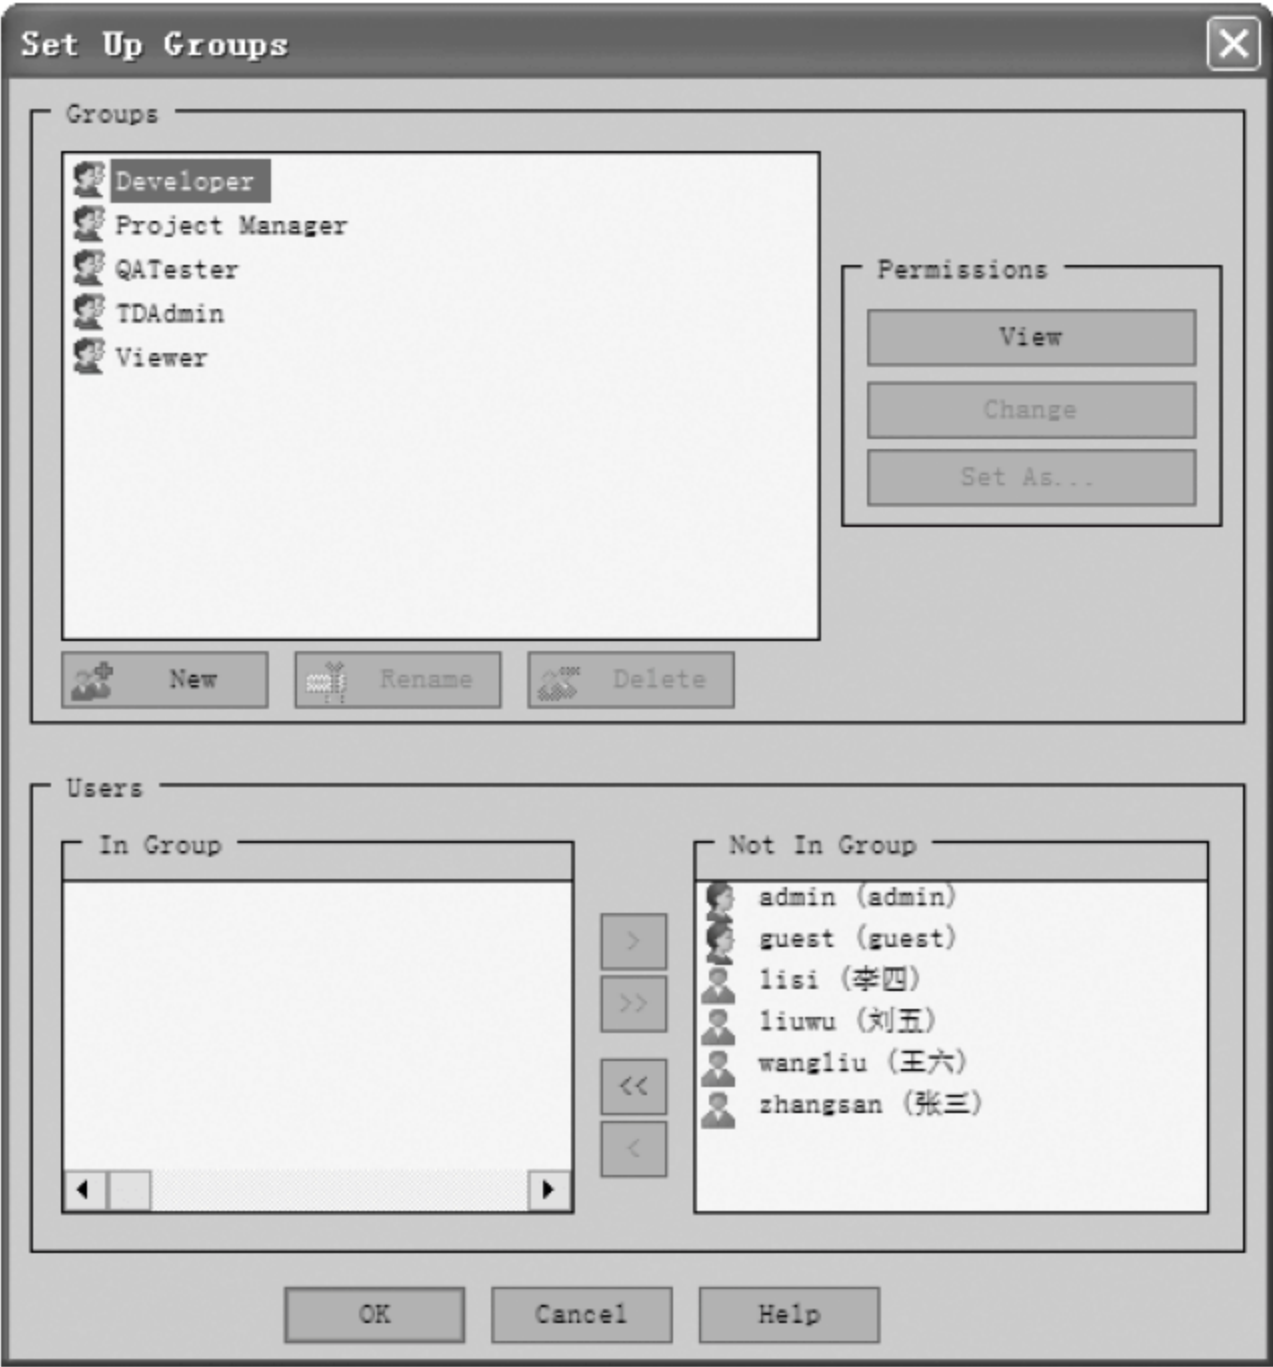 Set Up Groups
Groups
Developer
Project Manager
QATester
TDAdmin
Viewer
Permissions
View
Change
Set As...
New
Rename
Delete
Users
In Group
Not In Group
admin (admin)
guest (guest)
lisi (李四)
liuwu (刘五)
wangliu (王六)
zhangsan (张三)
>
>>
<<
<
OK
Cancel
Help